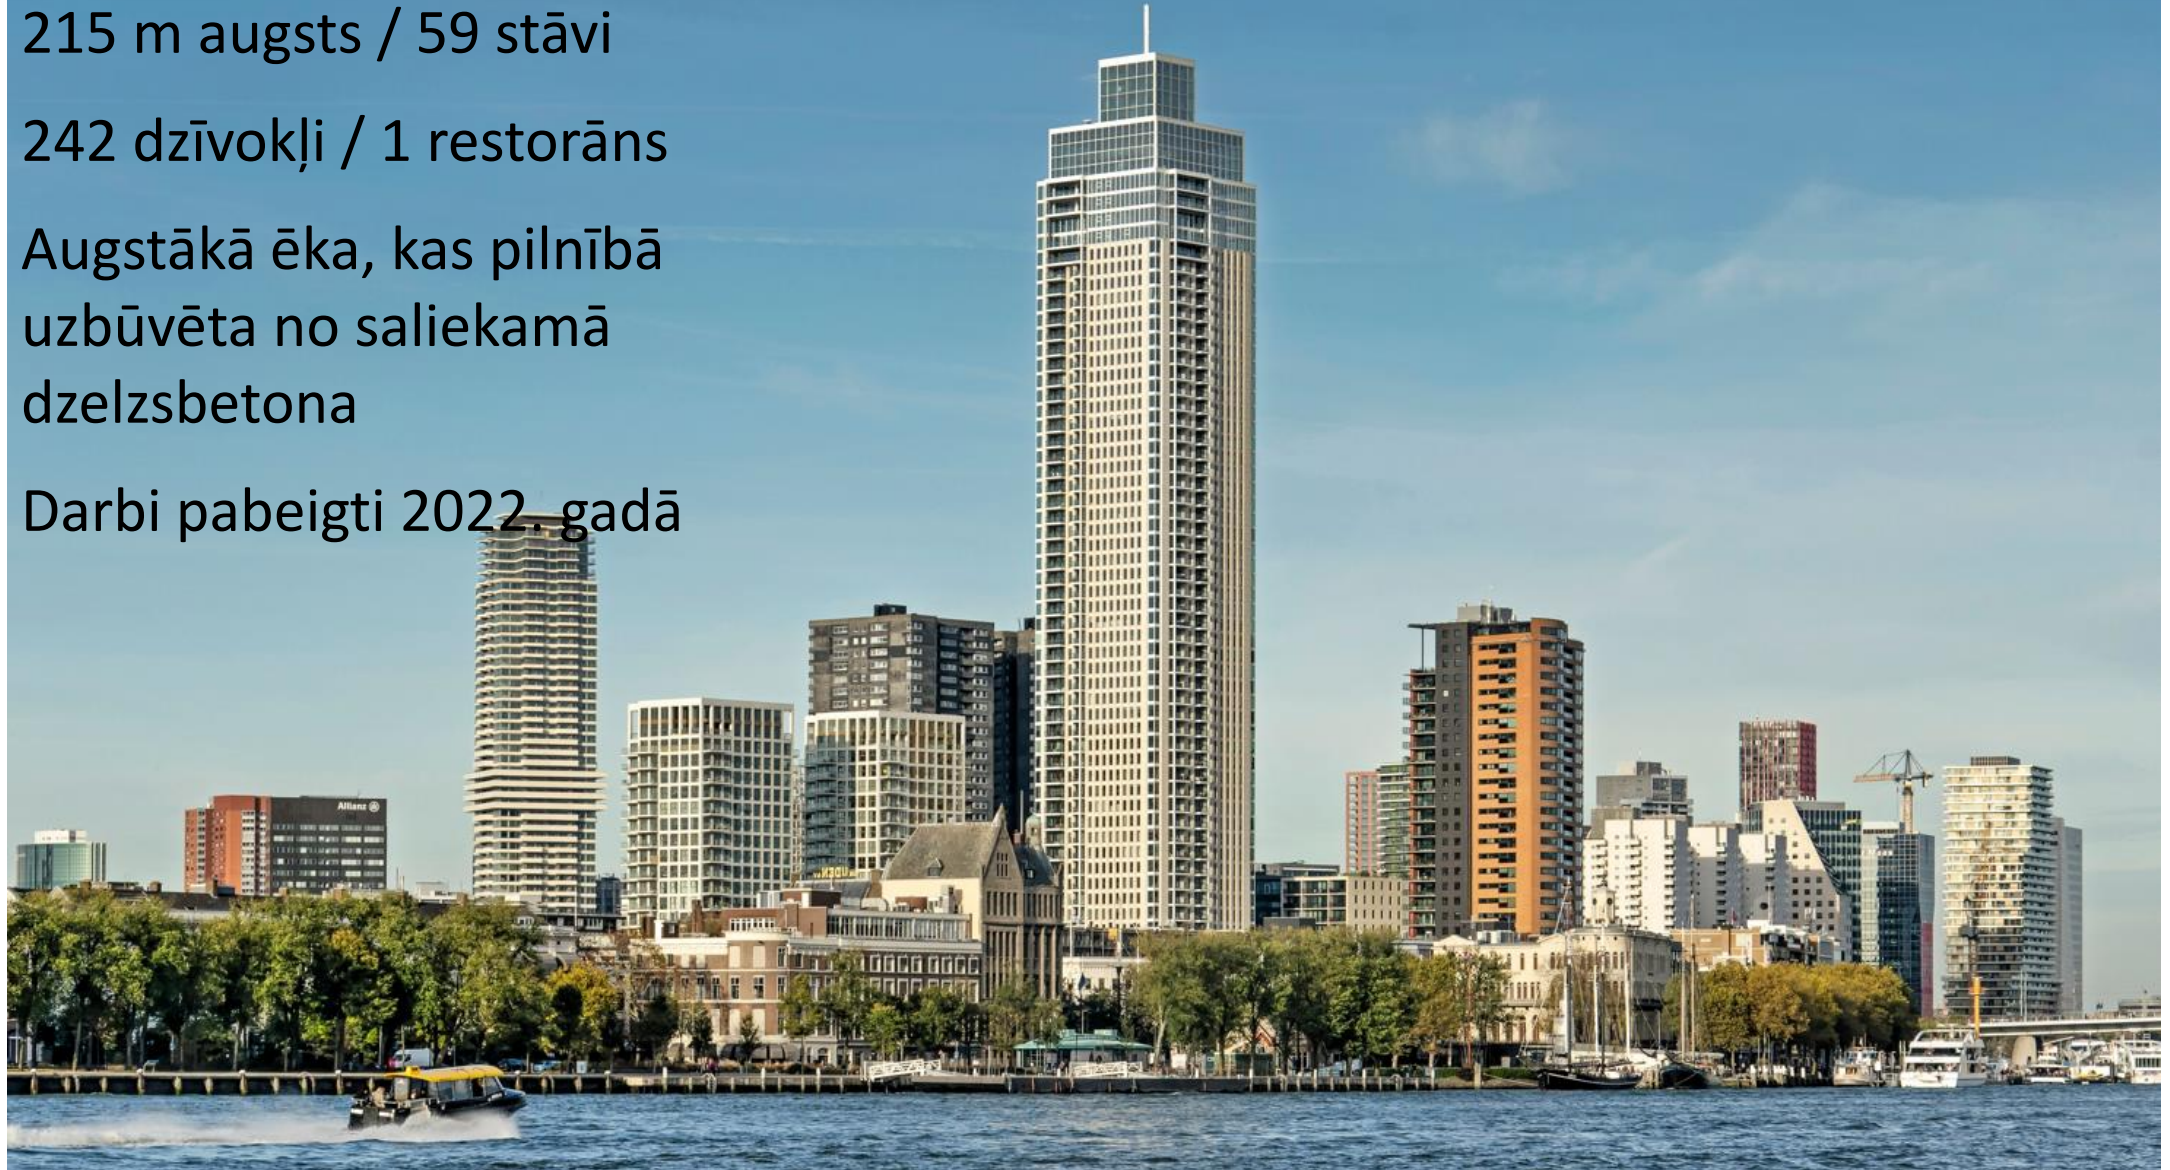 215 m augsts / 59 stāvi
242 dzīvokļi / 1 restorāns
Augstākā ēka, kas pilnībā
uzbūvēta no saliekamā
dzelzsbetona
Darbi pabeigti 2022. gadā
Allianz